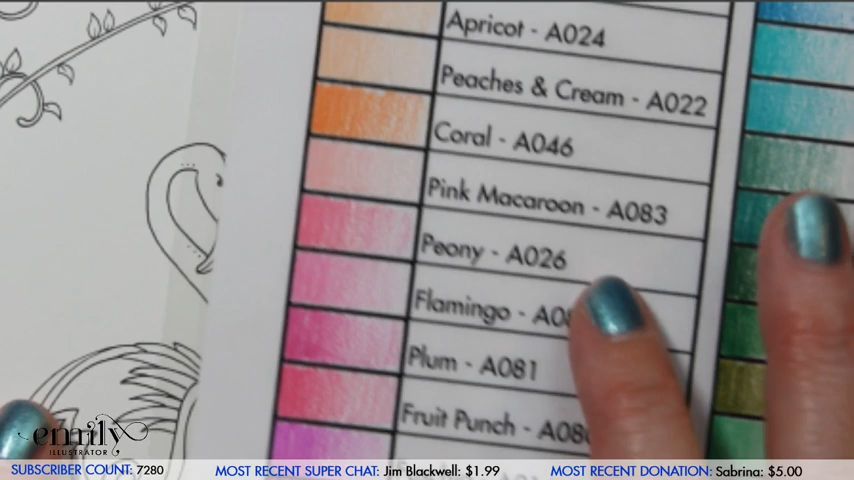 Apricot - A024
Peaches & Cream - A022
Coral - A046
Pink Macaroon - A083
Peony - A026
Flamingo -
Plum - A081
Fruit Punch -
emily
ILLUSTRATOR
SUBSCRIBER COUNT: 7280
MOST RECENT SUPER CHAT: Jim Blackwell: $1.99
MOST RECENT DONATION: Sabrina: $5.00